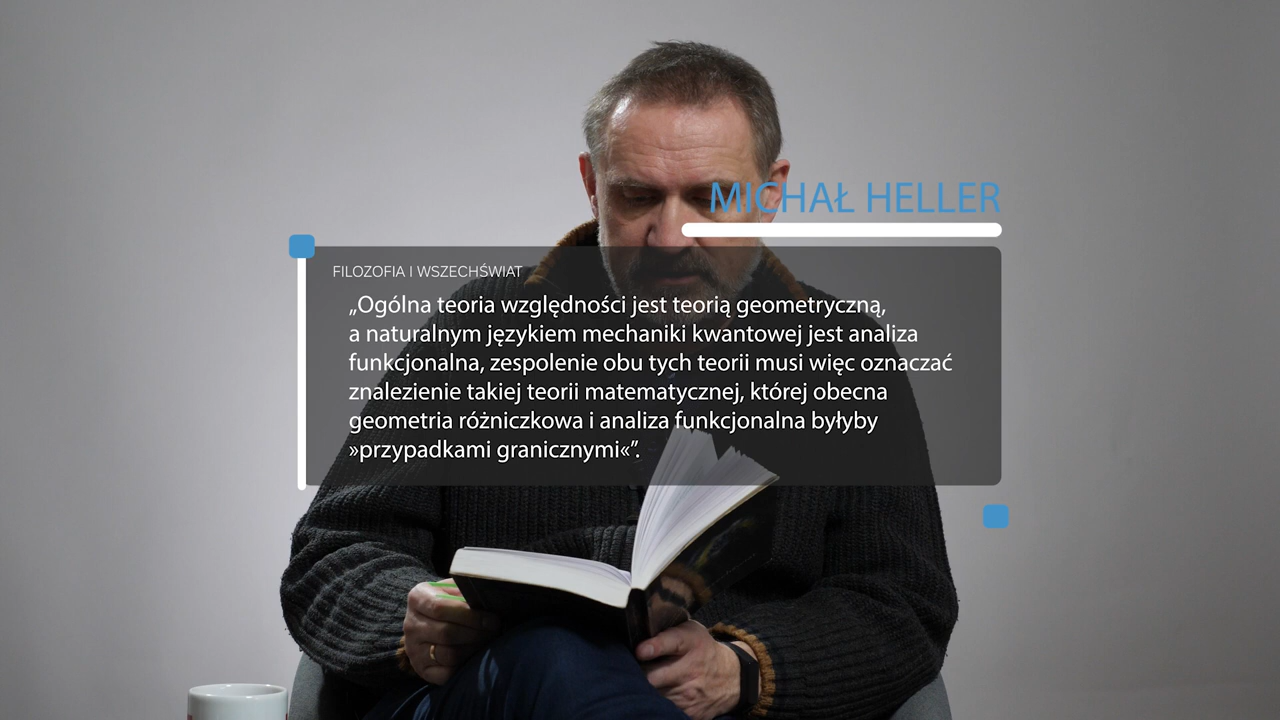 MICHAŁ HELLER
FILOZOFIA I WSZECHŚWIAT
„Ogólna teoria względności jest teorią geometryczną,
a naturalnym językiem mechaniki kwantowej jest analiza
funkcjonalna, zespolenie obu tych teorii musi więc oznaczać
znalezienie takiej teorii matematycznej, której obecna
geometria różniczkowa i analiza funkcjonalna byłyby
»przypadkami granicznymi«”.